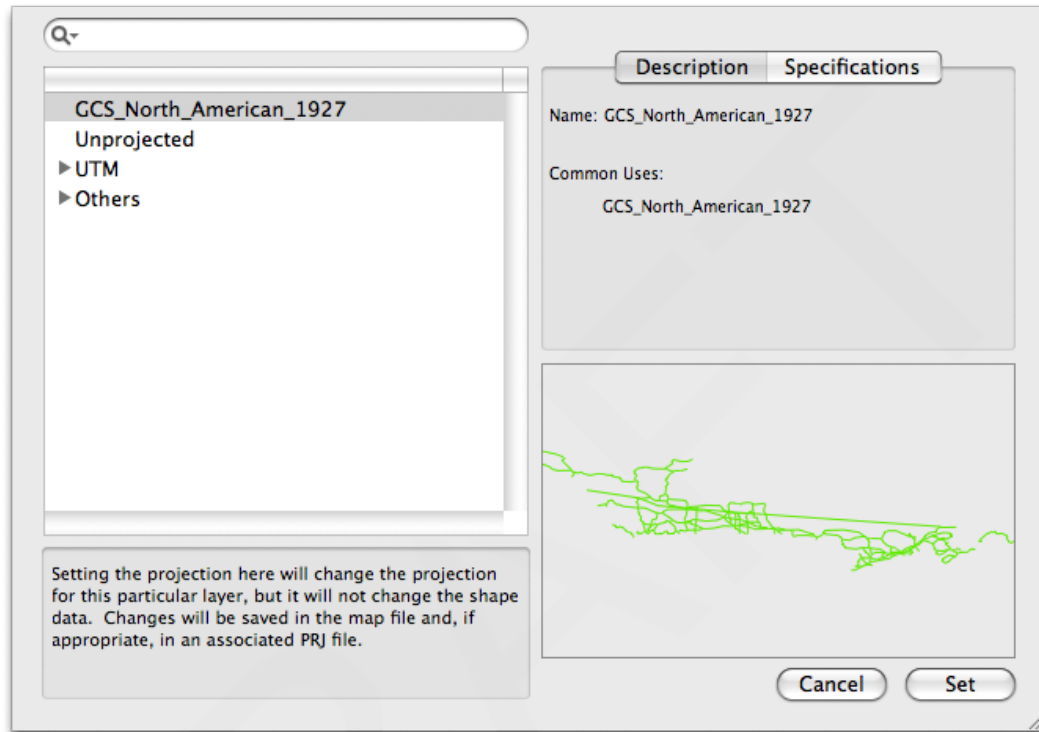 GCS_North_American_1927
Unprojected
UTM
Others
Setting the projection here will change the projection
for this particular layer, but it will not change the shape
data. Changes will be saved in the map file and, if
appropriate, in an associated PRJ file.
Description Specifications
Name: GCS_North_American_1927
Common Uses:
GCS_North_American_1927
Cancel Set